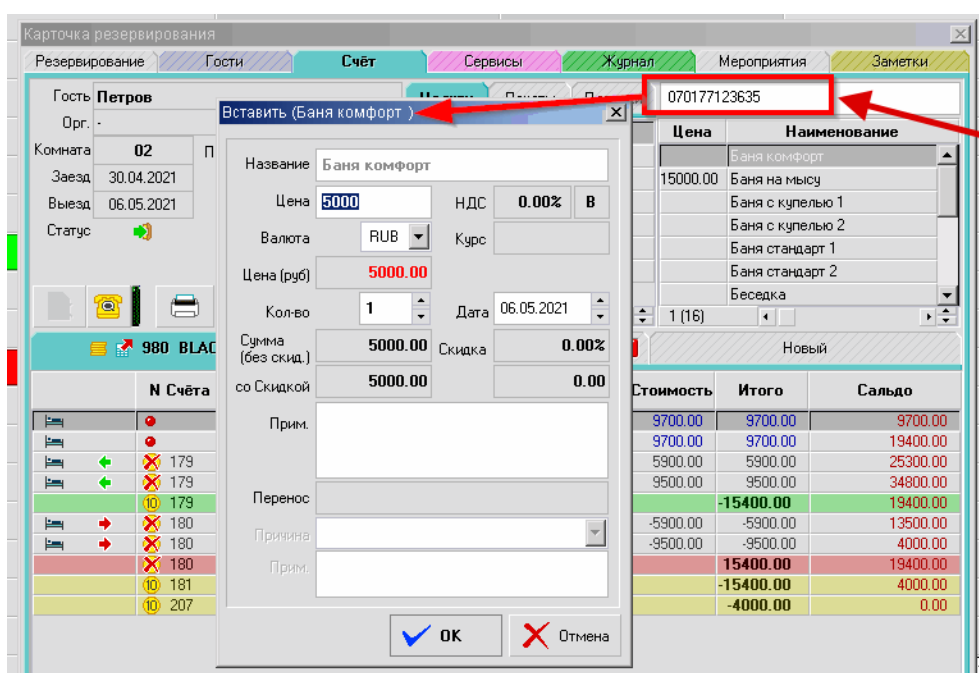 Карточка резервирования
Резервирование Гости Счёт Сервисы Журнал Мероприятия Заметки
Гость Петров
070177123635
Вставить (Баня комфорт )
Орг. -
Цена Наименование
Комната 02 П
Баня комфорт
Название Баня комфорт
Заезд 30.04.2021
15000.00 Баня на мысу
Выезд 06.05.2021
Цена 5000 НДС 0.00% В
Баня с купелью 1
Статус
Баня с купелью 2
Валюта RUB Курс
Баня стандарт 1
Цена (руб) 5000.00
Баня стандарт 2
Беседка
Кол-во 1 Дата 06.05.2021
1 (16)
980 BLAC
Сумма (без скид.) 5000.00 Скидка 0.00%
Новый
со Скидкой 5000.00 0.00
N Счёта Стоимость Итого Сальдо
Прим.
9700.00 9700.00 9700.00
9700.00 9700.00 19400.00
179 5900.00 5900.00 25300.00
179 9500.00 9500.00 34800.00
Перенос
10 179 -15400.00 19400.00
180 -5900.00 -5900.00 13500.00
Причина
180 -9500.00 -9500.00 4000.00
Прим.
180 15400.00 19400.00
10 181 -15400.00 4000.00
10 207 -4000.00 0.00
OK Отмена